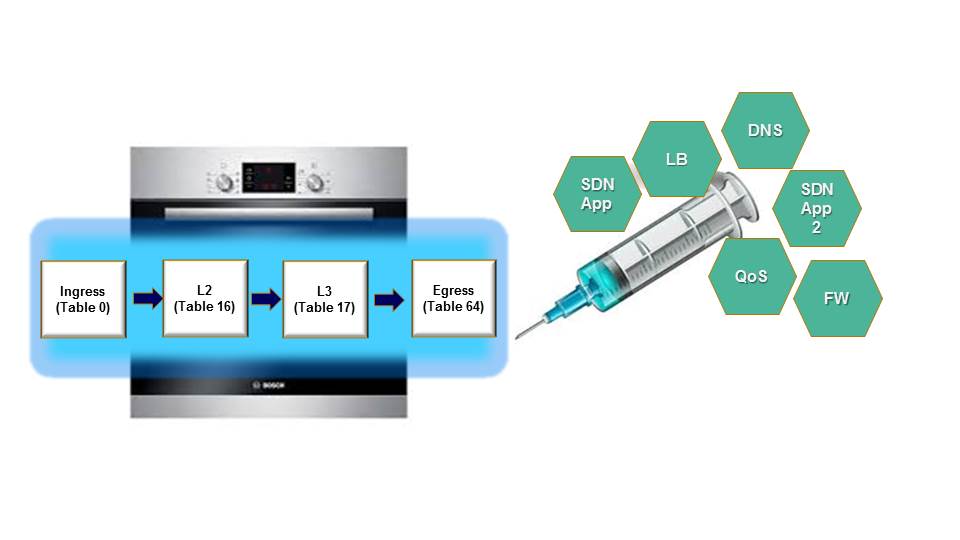 Ingress
(Table 0)
L2
(Table 16)
L3
(Table 17)
Egress
(Table 64)
BOSCH
SDN
App
LB
DNS
SDN
App
2
QoS
FW